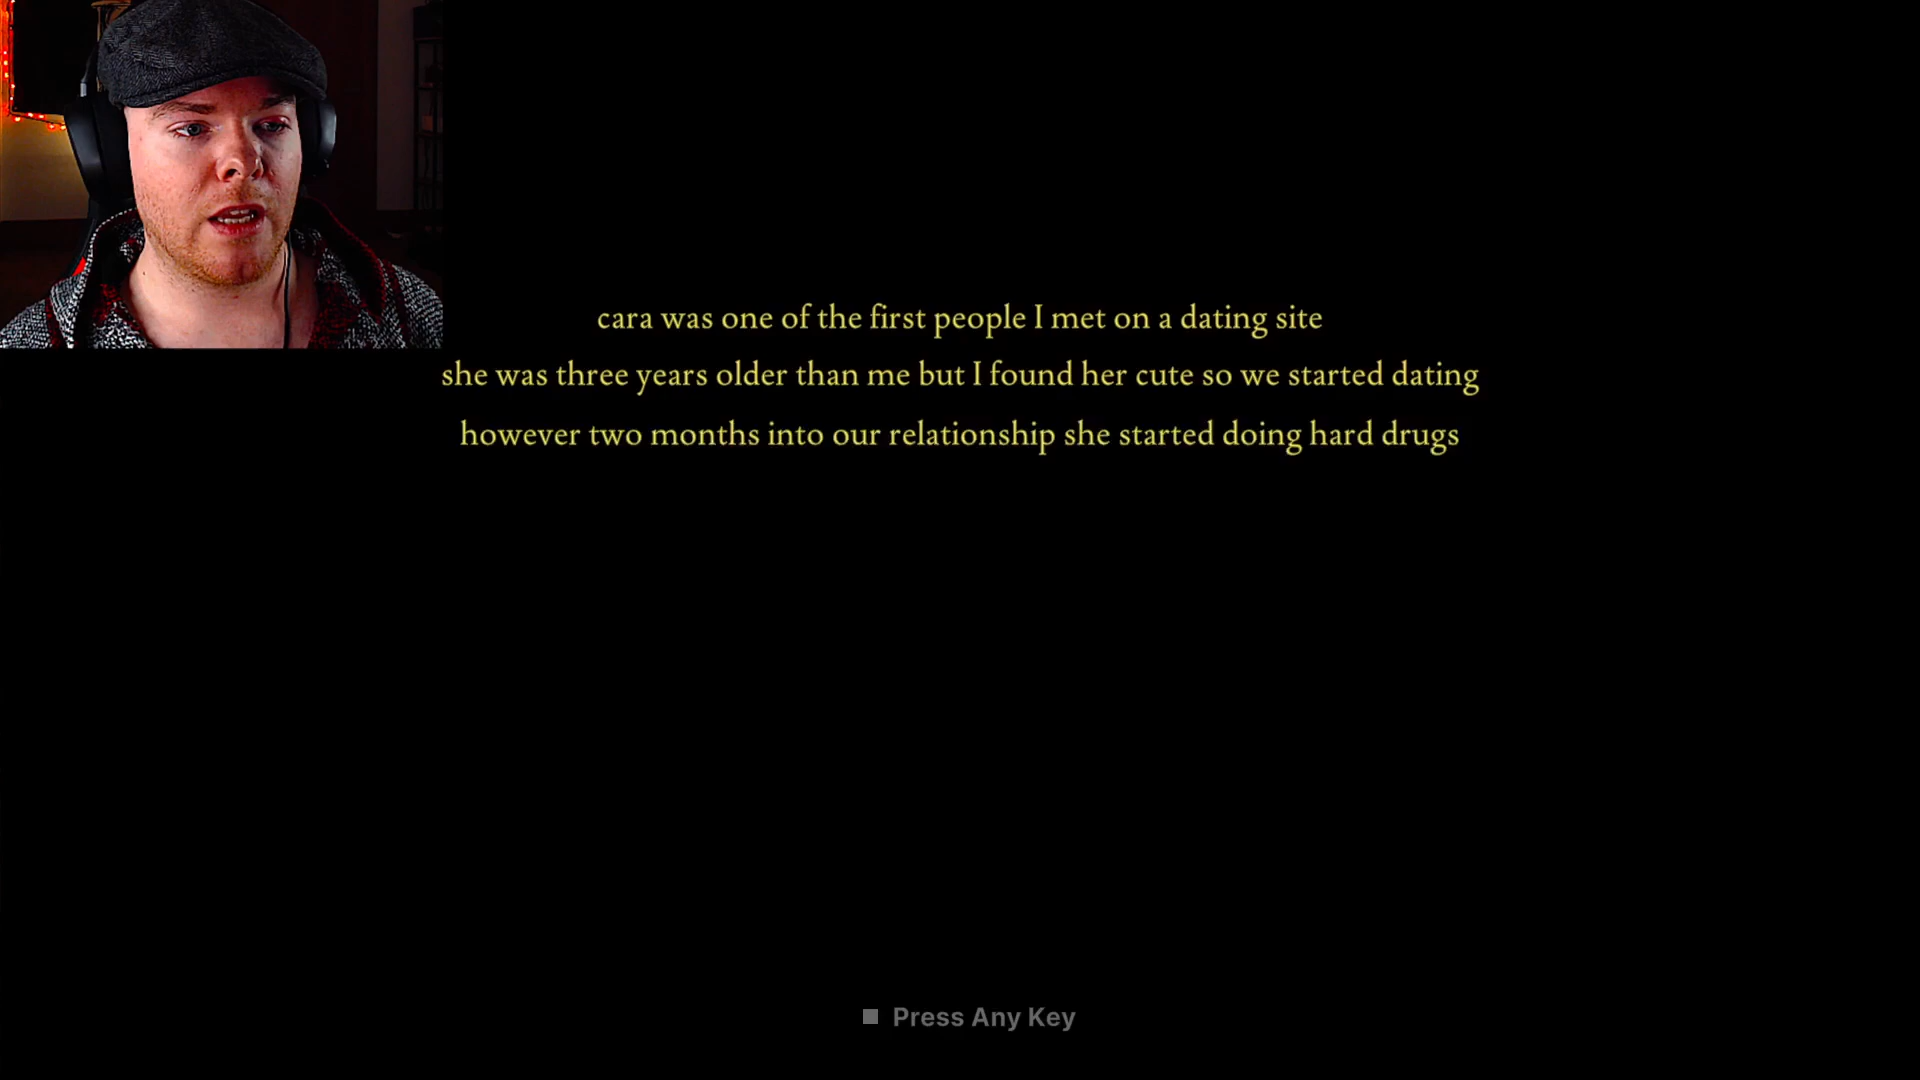 cara was one of the first people I met on a dating site
she was three years older than me but I found her cute so we started dating
however two months into our relationship she started doing hard drugs
Press Any Key